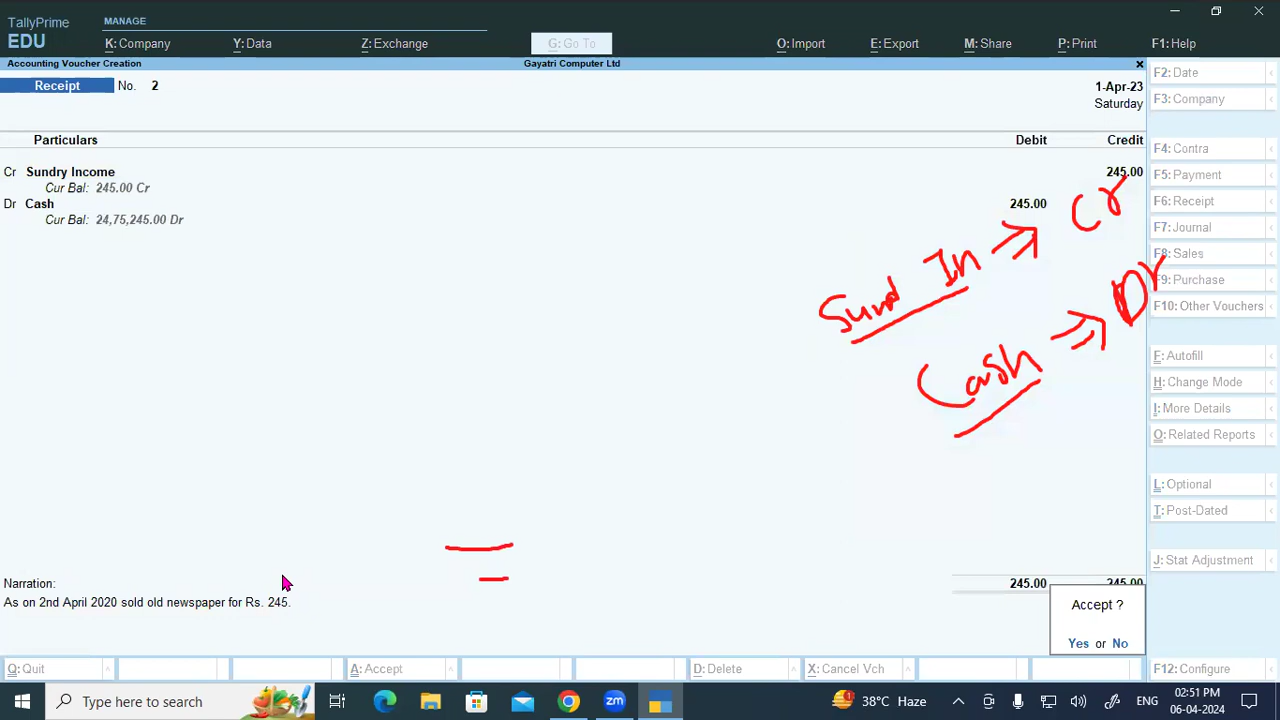 TallyPrime
EDU
MANAGE
K: Company
Y: Data
Z: Exchange
G: Go To
O: Import
E: Export
M: Share
P: Print
F1: Help
Accounting Voucher Creation
Gayatri Computer Ltd
Receipt No. 2
1-Apr-23
Saturday
Particulars Debit Credit
Cr Sundry Income 245.00
Cur Bal: 245.00 Cr
Dr Cash 245.00
Cur Bal: 24,75,245.00 Dr
Sund In ⇒ Cr
Cash ⇒ Dr
Narration:
245.00 245.00
As on 2nd April 2020 sold old newspaper for Rs. 245.
Accept ?
Yes or No
F2: Date
F3: Company
F4: Contra
F5: Payment
F6: Receipt
F7: Journal
F8: Sales
F9: Purchase
F10: Other Vouchers
F: Autofill
H: Change Mode
I: More Details
O: Related Reports
L: Optional
T: Post-Dated
J: Stat Adjustment
Q: Quit
A: Accept
D: Delete
X: Cancel Vch
F12: Configure
Type here to search
zm
1
38°C Haze
ENG
02:51 PM
06-04-2024